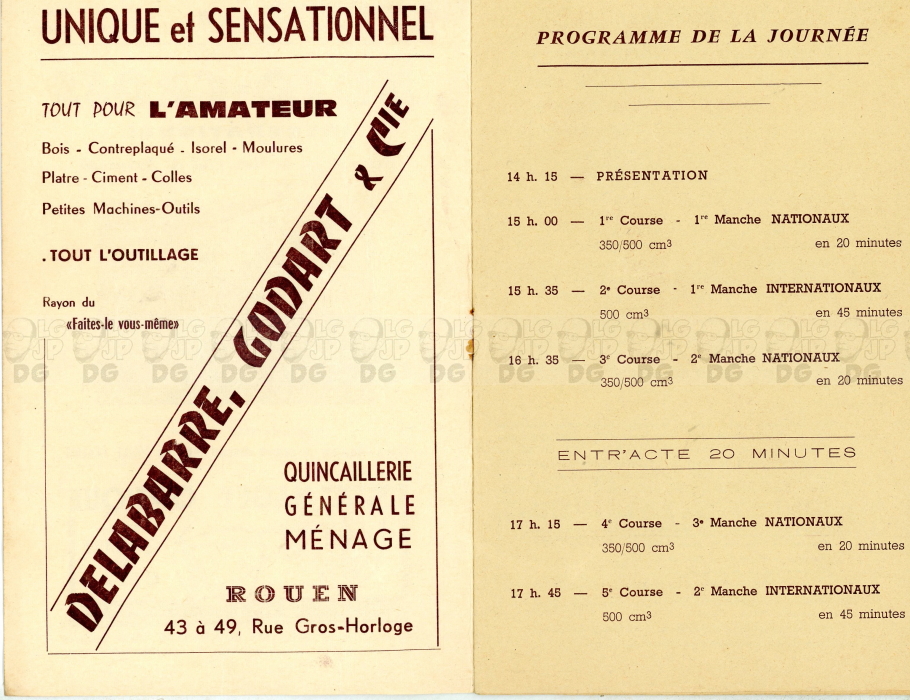 UNIQUE et SENSATIONNEL
TOUT POUR L'AMATEUR
Bois - Contreplaqué - Isorel - Moulures
Platre - Ciment - Colles
Petites Machines-Outils
. TOUT L'OUTILLAGE
Rayon du
«Faites-le vous-même»
DELABARRE, GODART & CIE
QUINCAILLERIE
GÉNÉRALE
MÉNAGE
ROUEN
43 à 49, Rue Gros-Horloge
PROGRAMME DE LA JOURNÉE
14 h. 15 — PRÉSENTATION
15 h. 00 — 1re Course - 1re Manche NATIONAUX
350/500 cm3 en 20 minutes
15 h. 35 — 2e Course - 1re Manche INTERNATIONAUX
500 cm3 en 45 minutes
16 h. 35 — 3e Course - 2e Manche NATIONAUX
350/500 cm3 en 20 minutes
ENTR'ACTE 20 MINUTES
17 h. 15 — 4e Course - 3e Manche NATIONAUX
350/500 cm3 en 20 minutes
17 h. 45 — 5e Course - 2e Manche INTERNATIONAUX
500 cm3 en 45 minutes